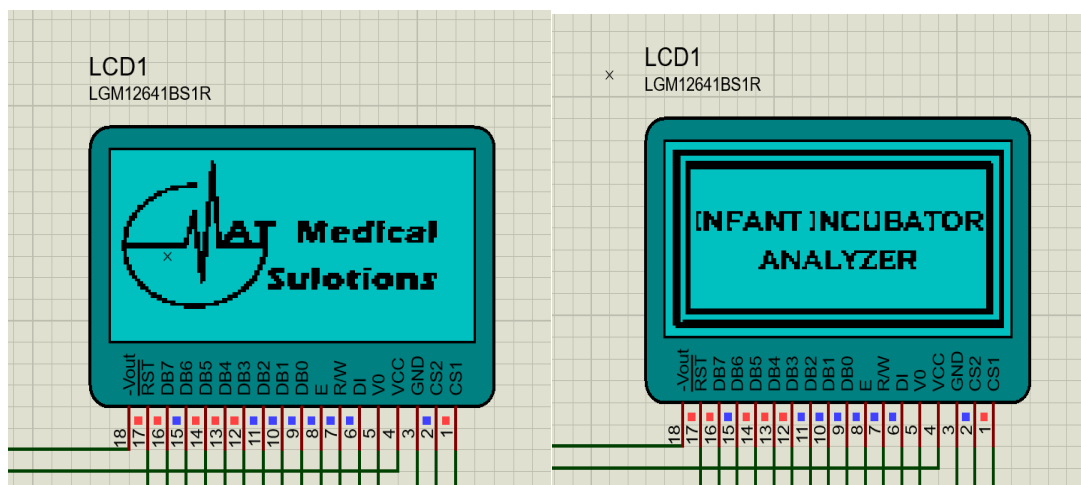 LCD1
LGM12641BS1R
AT Medical
Sulotions
-Vout
RST
DB7
DB6
DB5
DB4
DB3
DB2
DB1
DB0
E
R/W
DI
V0
VCC
GND
CS2
CS1
18
17
16
15
14
13
12
11
10
9
8
7
6
5
4
3
2
1
LCD1
LGM12641BS1R
INFANT INCUBATOR
ANALYZER
-Vout
RST
DB7
DB6
DB5
DB4
DB3
DB2
DB1
DB0
E
R/W
DI
V0
VCC
GND
CS2
CS1
18
17
16
15
14
13
12
11
10
9
8
7
6
5
4
3
2
1